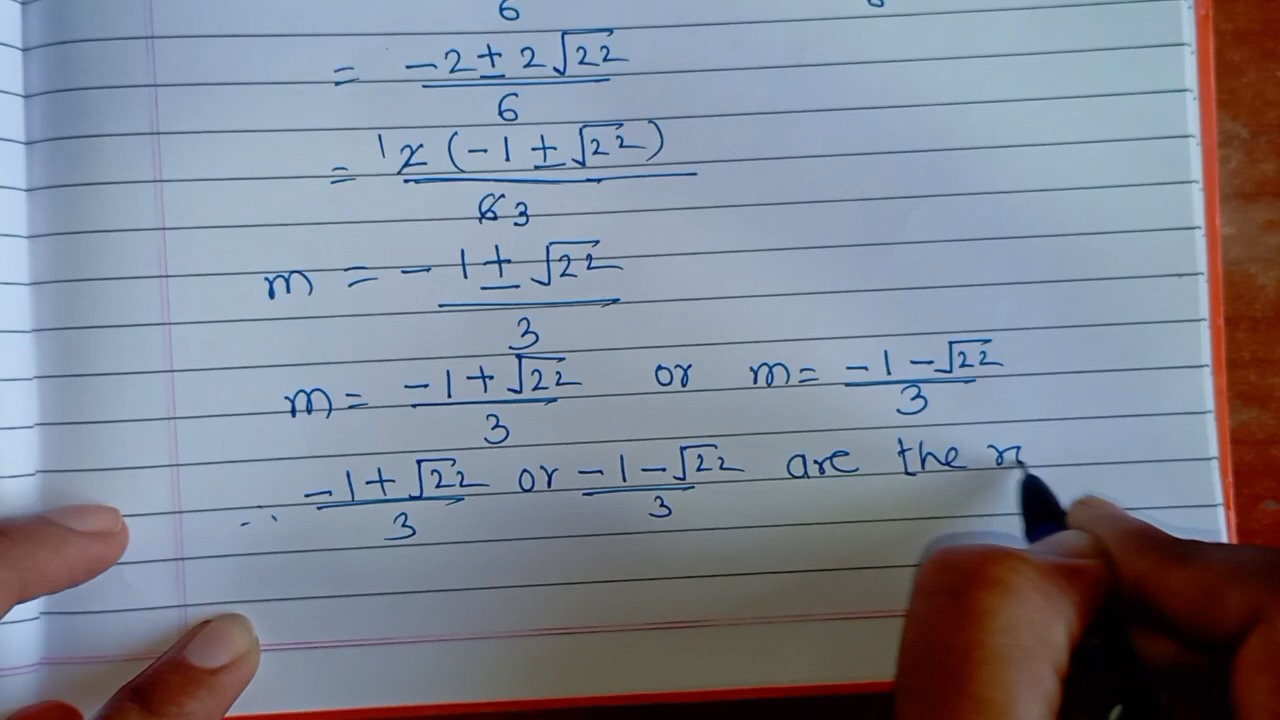 6
= -2 ± 2√22
6
= 1 2 (-1 ± √22)
6 3
m = -1 ± √22
3
m = -1 + √22 or m = -1 - √22
3 3
∴ -1 + √22 or -1 - √22 are the
3 3